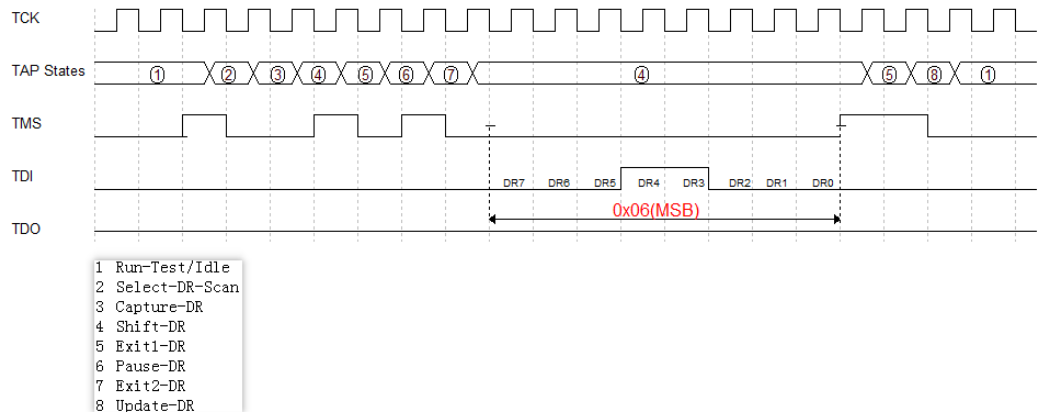 TCK
TAP States ① ② ③ ④ ⑤ ⑥ ⑦ ④ ⑤ ⑧ ①
TMS
TDI DR7 DR6 DR5 DR4 DR3 DR2 DR1 DR0
0x06(MSB)
TDO
1 Run-Test/Idle
2 Select-DR-Scan
3 Capture-DR
4 Shift-DR
5 Exit1-DR
6 Pause-DR
7 Exit2-DR
8 Update-DR